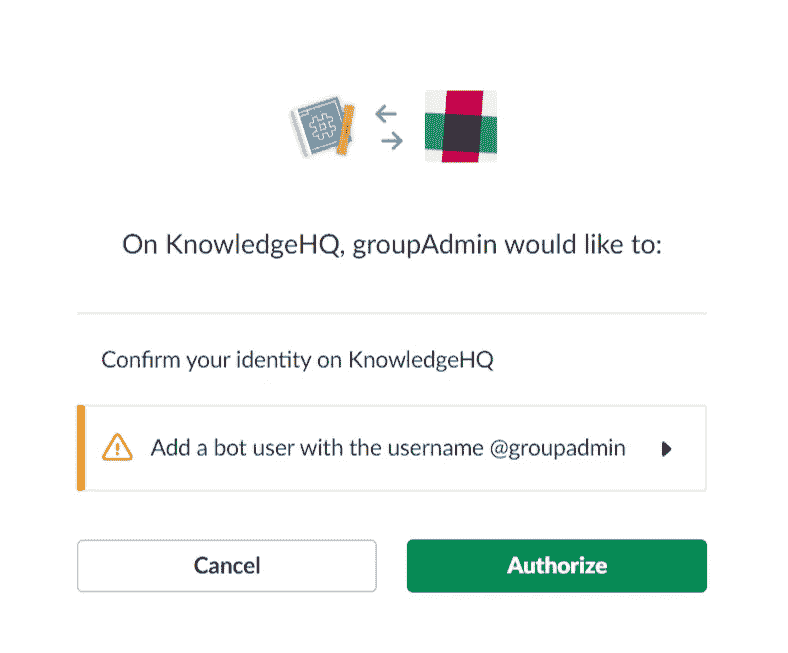 On KnowledgeHQ, groupAdmin would like to:
Confirm your identity on KnowledgeHQ
Add a bot user with the username @groupadmin
Cancel
Authorize